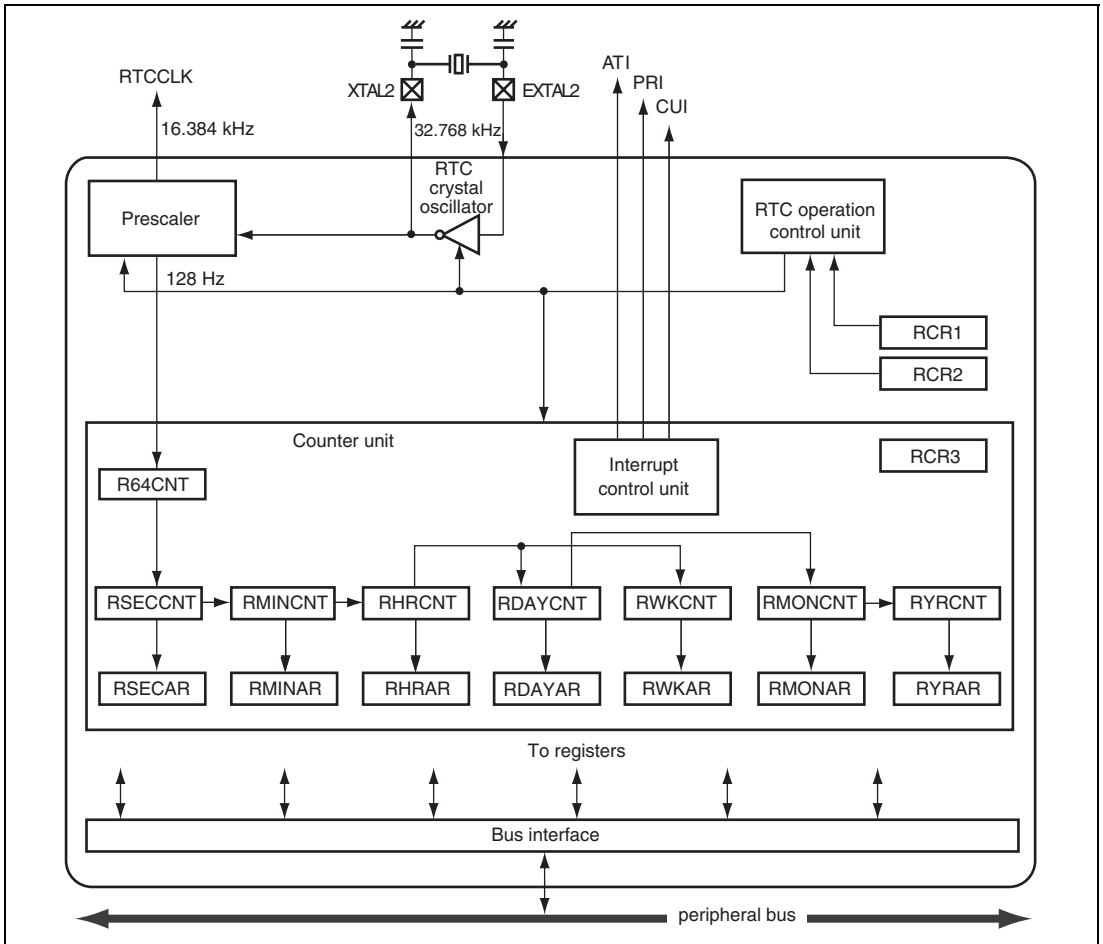 RTCCLK
16.384 kHz
XTAL2
EXTAL2
32.768 kHz
ATI
PRI
CUI
RTC
crystal
oscillator
Prescaler
128 Hz
RTC operation
control unit
RCR1
RCR2
Counter unit
Interrupt
control unit
RCR3
R64CNT
RSECCNT
RMINCNT
RHRCNT
RDAYCNT
RWKCNT
RMONCNT
RYRCNT
RSECAR
RMINAR
RHRAR
RDAYAR
RWKAR
RMONAR
RYRAR
To registers
Bus interface
peripheral bus